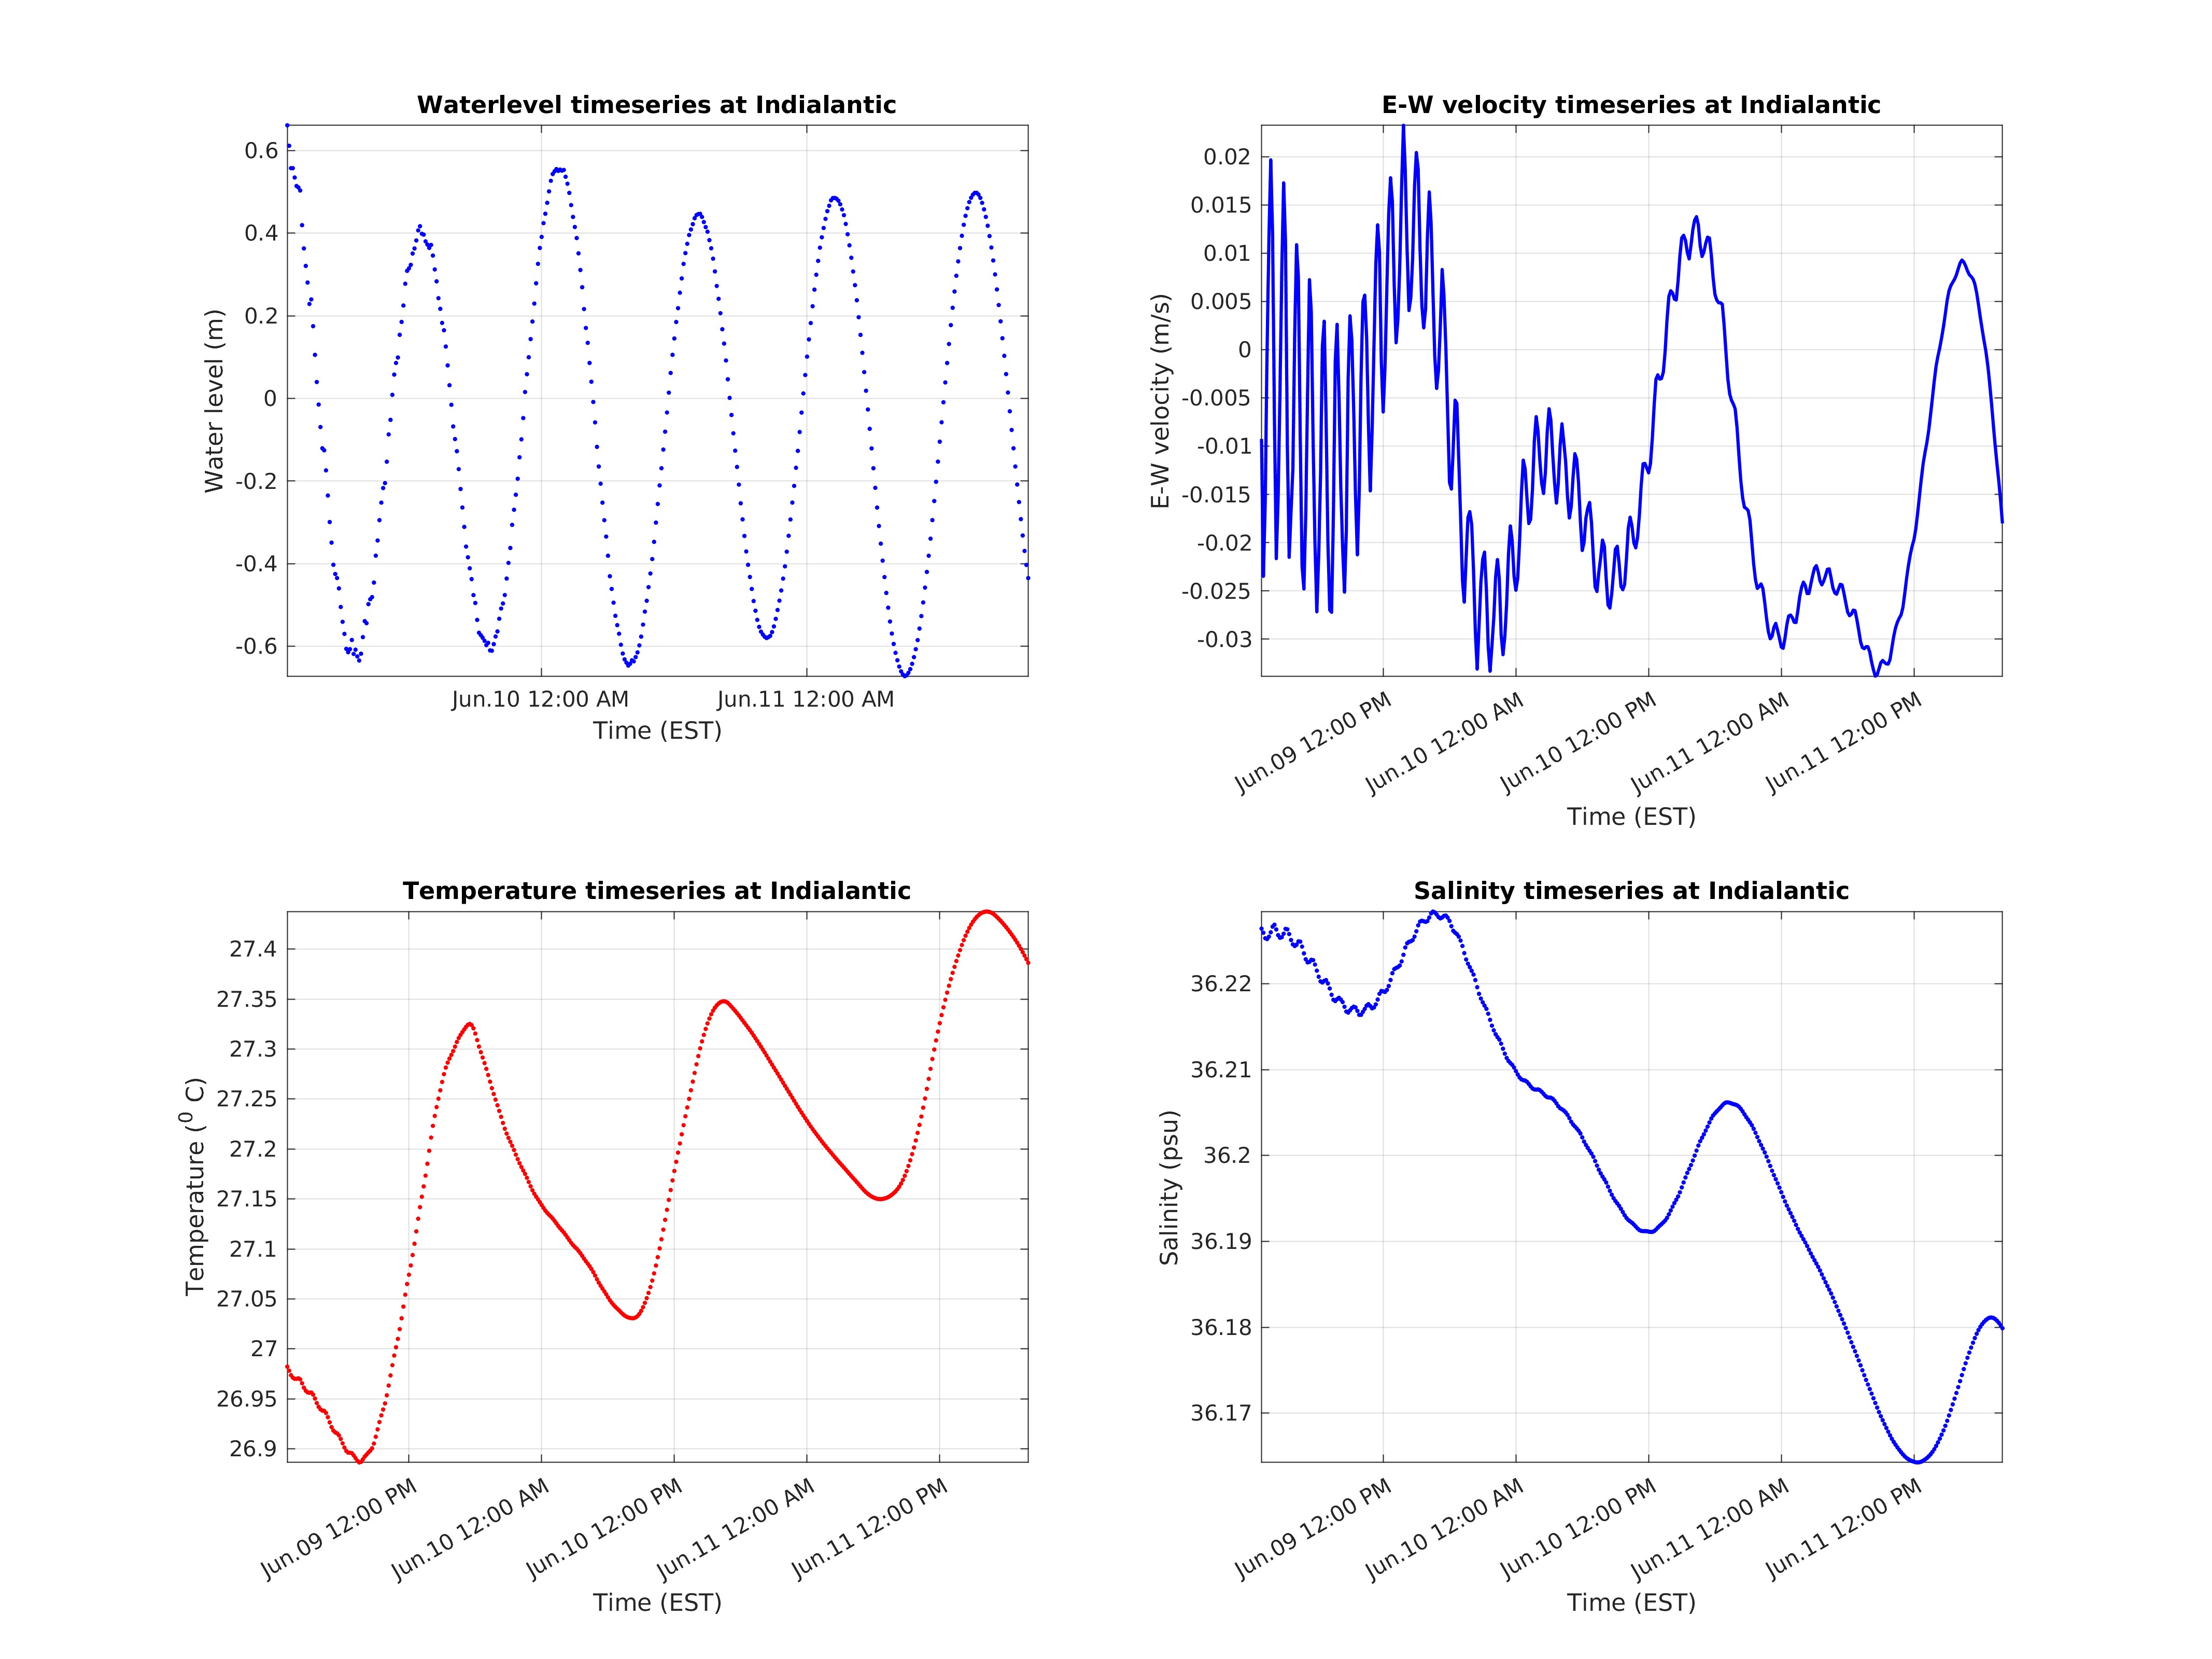 Waterlevel timeseries at Indialantic
0.6
0.4
0.2
0
-0.2
-0.4
-0.6
Water level (m)
Jun.10 12:00 AM
Jun.11 12:00 AM
Time (EST)
E-W velocity timeseries at Indialantic
0.02
0.015
0.01
0.005
0
-0.005
-0.01
-0.015
-0.02
-0.025
-0.03
E-W velocity (m/s)
Jun.09 12:00 PM
Jun.10 12:00 AM
Jun.10 12:00 PM
Jun.11 12:00 AM
Jun.11 12:00 PM
Time (EST)
Temperature timeseries at Indialantic
27.4
27.35
27.3
27.25
27.2
27.15
27.1
27.05
27
26.95
26.9
Temperature (⁰ C)
Jun.09 12:00 PM
Jun.10 12:00 AM
Jun.10 12:00 PM
Jun.11 12:00 AM
Jun.11 12:00 PM
Time (EST)
Salinity timeseries at Indialantic
36.22
36.21
36.2
36.19
36.18
36.17
Salinity (psu)
Jun.09 12:00 PM
Jun.10 12:00 AM
Jun.10 12:00 PM
Jun.11 12:00 AM
Jun.11 12:00 PM
Time (EST)